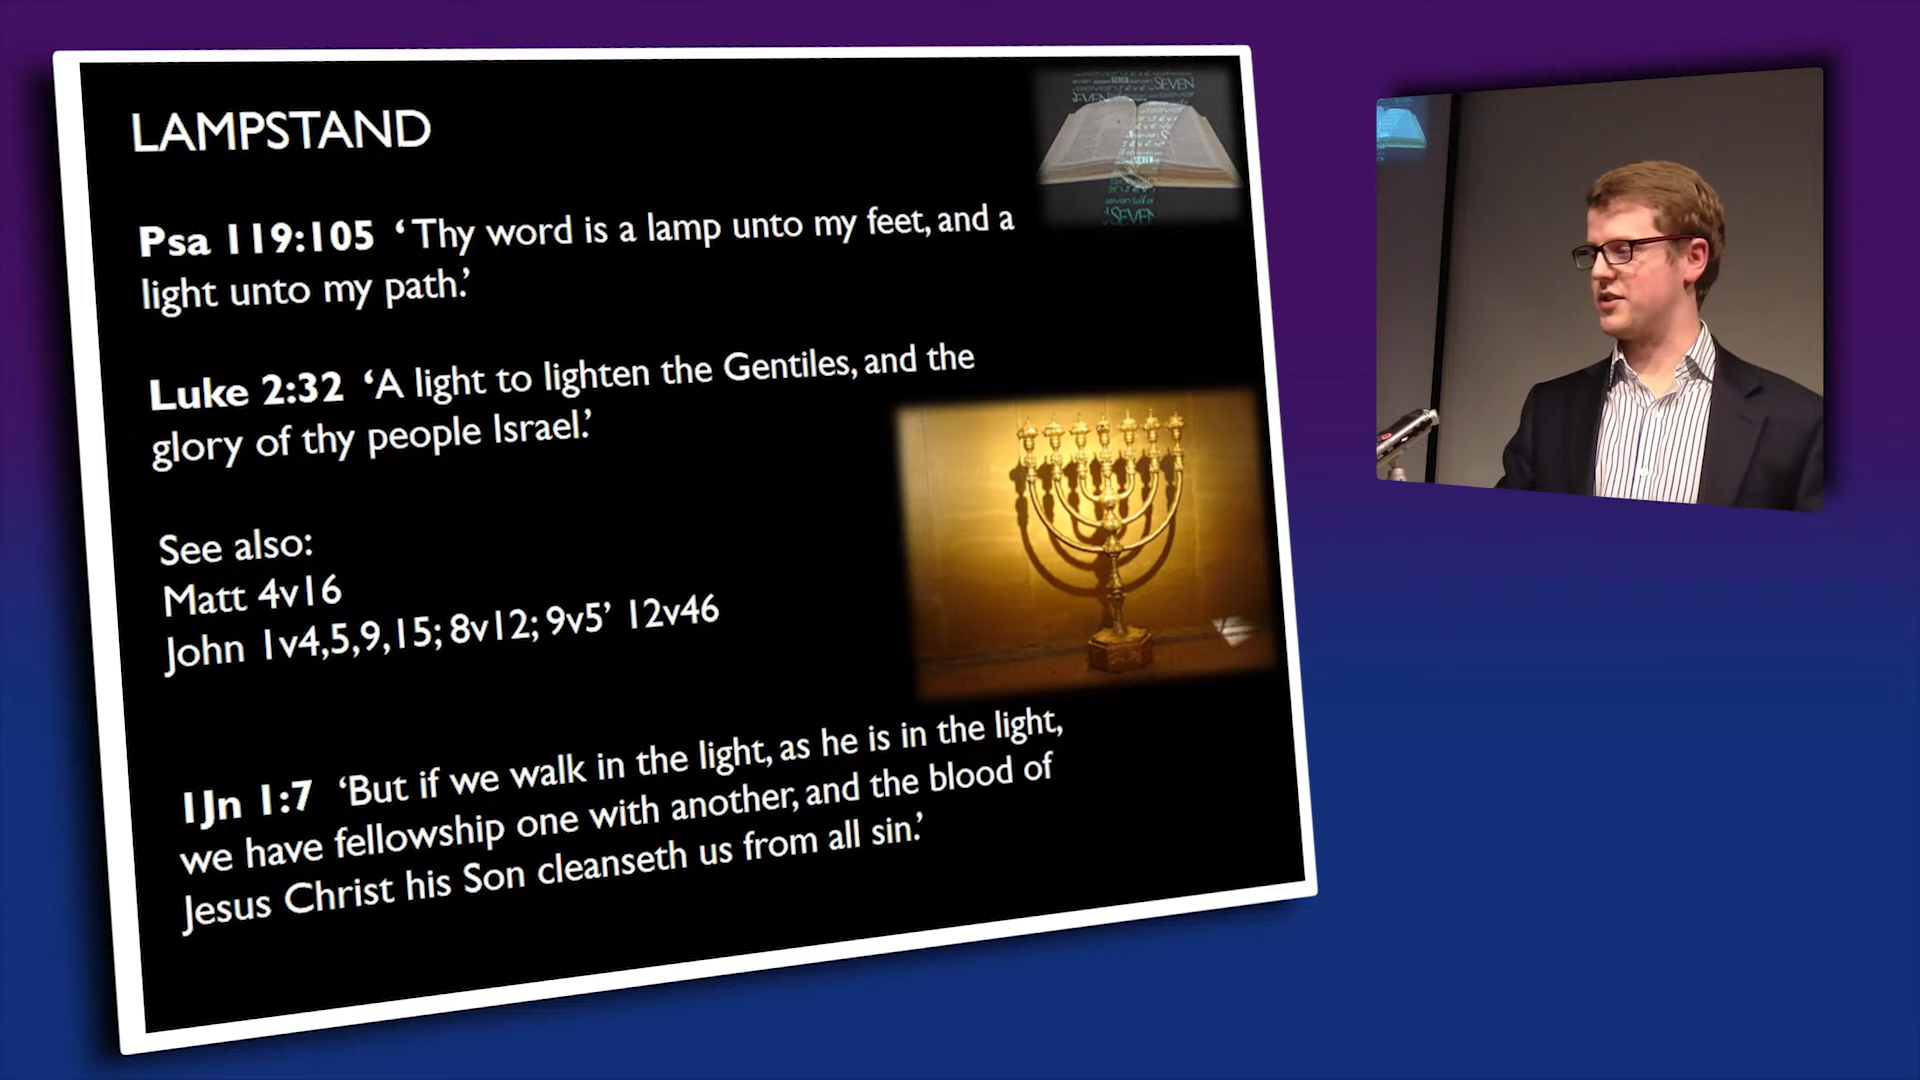 LAMPSTAND
Psa 119:105 ‘Thy word is a lamp unto my feet, and a
light unto my path.’
Luke 2:32 ‘A light to lighten the Gentiles, and the
glory of thy people Israel.’
See also:
Matt 4v16
John 1v4,5,9,15; 8v12; 9v5’ 12v46
1Jn 1:7 ‘But if we walk in the light, as he is in the light,
we have fellowship one with another, and the blood of
Jesus Christ his Son cleanseth us from all sin.’
SEVEN
SEVEN
SEVEN
SEVEN
SEVEN